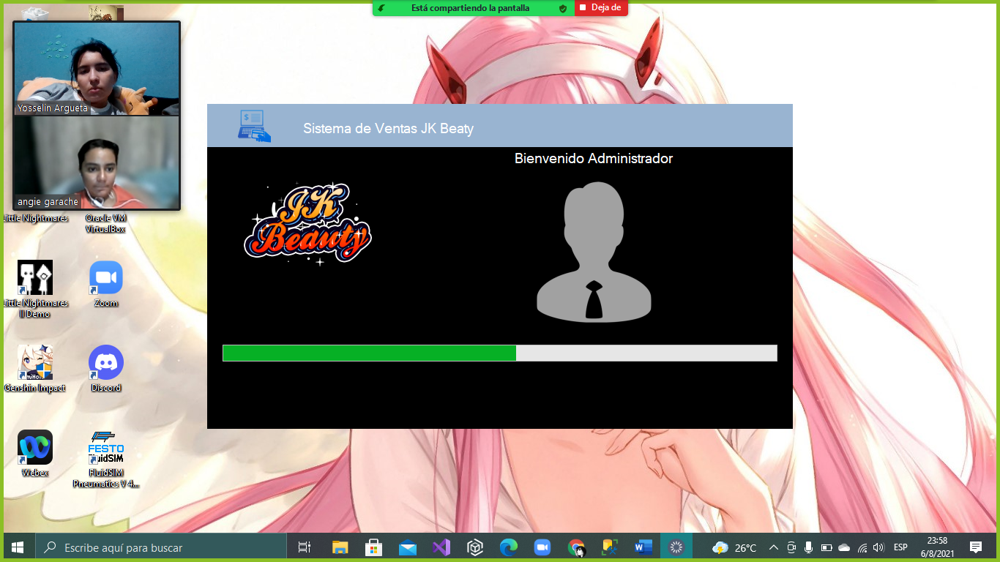 Está compartiendo la pantalla
Deja de
Yosselin Argueta
angie garache
Sistema de Ventas JK Beaty
Bienvenido Administrador
JK
Beauty
Little Nightmares
Oracle VM
VirtualBox
Little Nightmares
II Demo
Zoom
Genshin Impact
Discord
Webex
FESTO
FluidSIM
FluidSIM
Pneumatics V 4...
Escribe aquí para buscar
26°C
ESP
23:58
6/8/2021